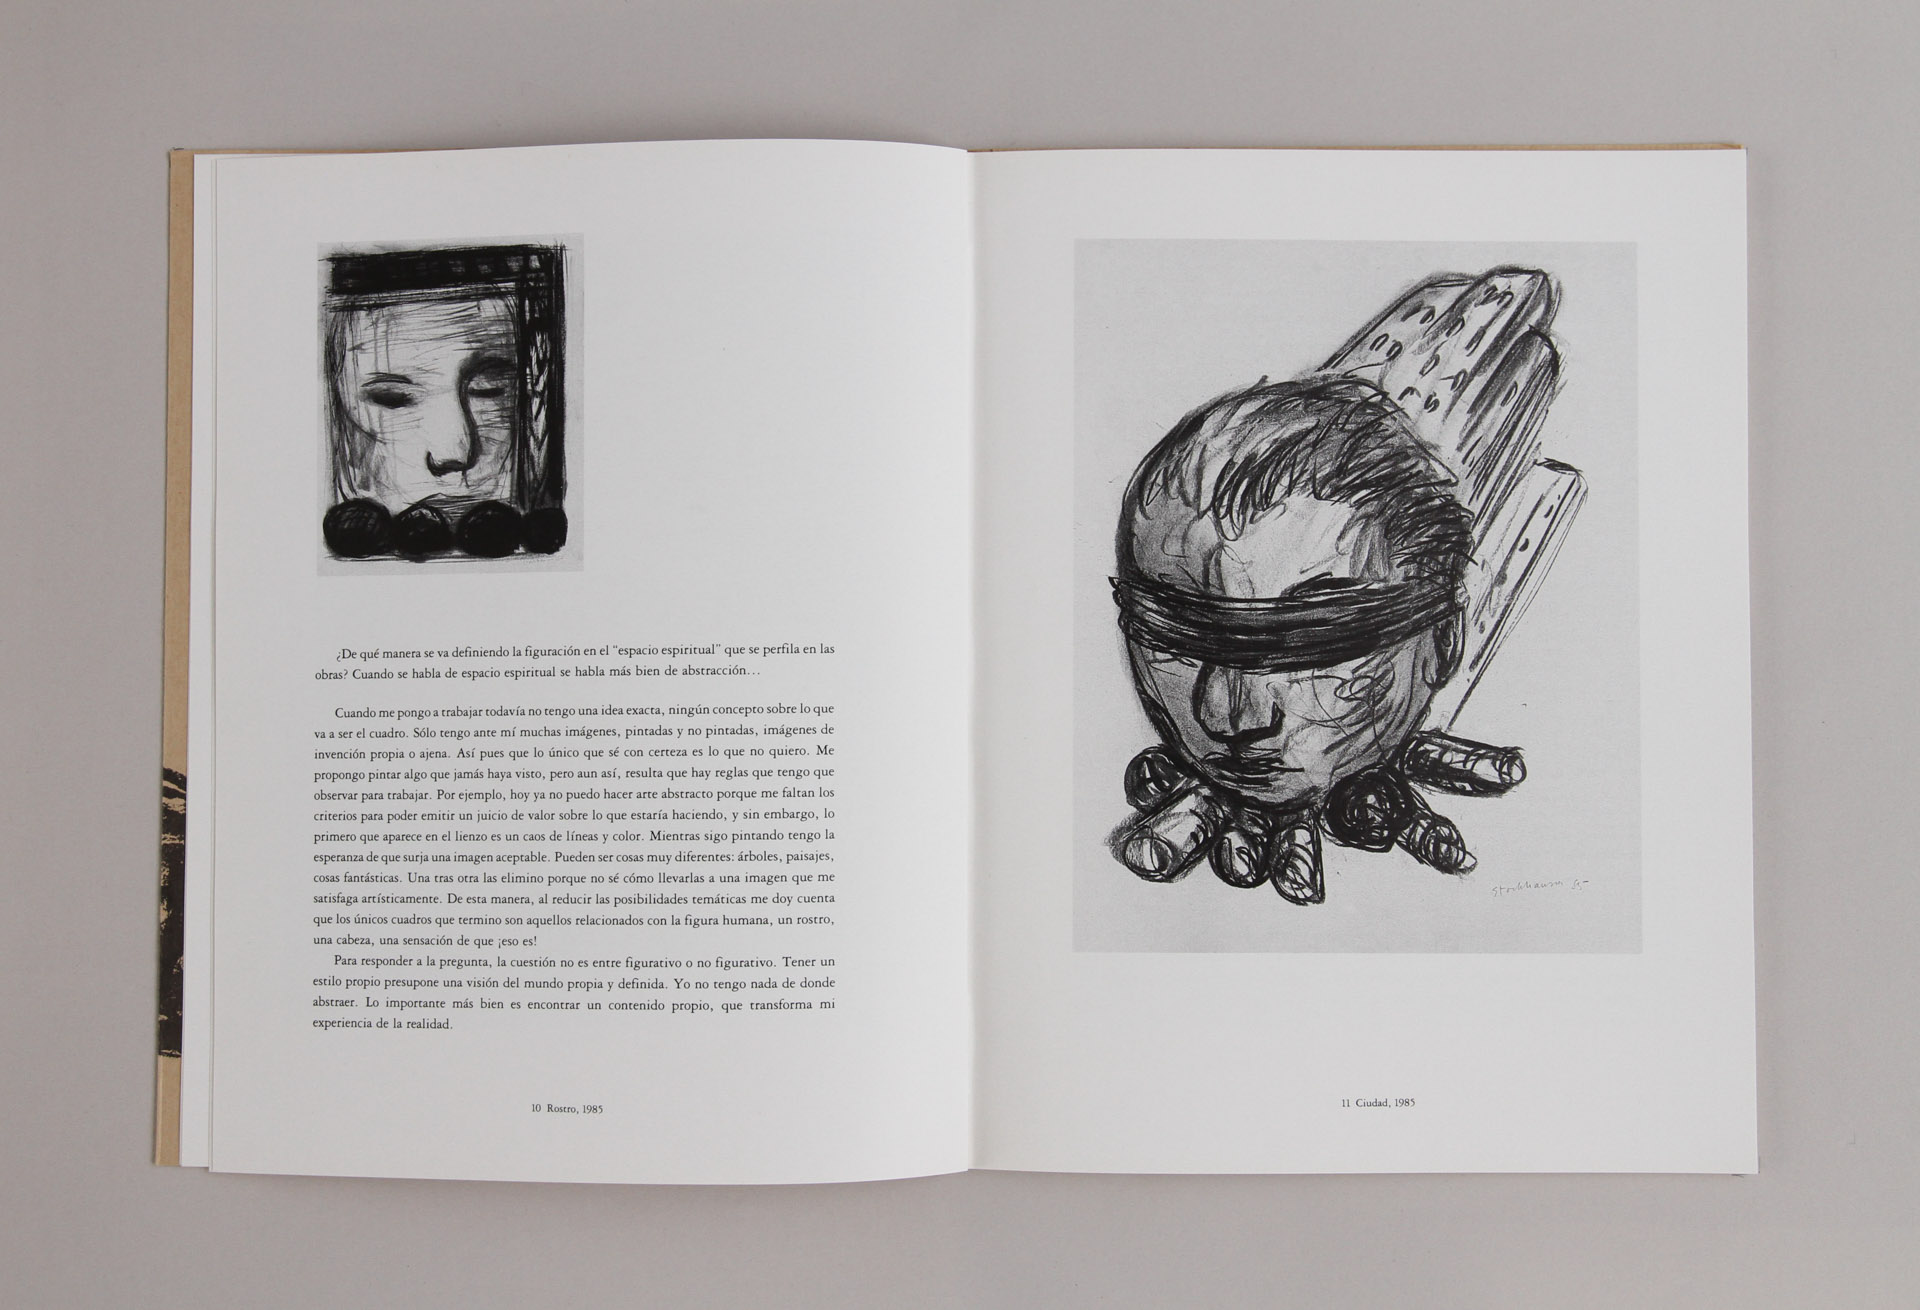 ¿De qué manera se va definiendo la figuración en el “espacio espiritual” que se perfila en las
obras? Cuando se habla de espacio espiritual se habla más bien de abstracción...
Cuando me pongo a trabajar todavía no tengo una idea exacta, ningún concepto sobre lo que
va a ser el cuadro. Sólo tengo ante mí muchas imágenes, pintadas y no pintadas, imágenes de
invención propia o ajena. Así pues que lo único que sé con certeza es lo que no quiero. Me
propongo pintar algo que jamás haya visto, pero aun así, resulta que hay reglas que tengo que
observar para trabajar. Por ejemplo, hoy ya no puedo hacer arte abstracto porque me faltan los
criterios para poder emitir un juicio de valor sobre lo que estaría haciendo, y sin embargo, lo
primero que aparece en el lienzo es un caos de líneas y color. Mientras sigo pintando tengo la
esperanza de que surja una imagen aceptable. Pueden ser cosas muy diferentes: árboles, paisajes,
cosas fantásticas. Una tras otra las elimino porque no sé cómo llevarlas a una imagen que me
satisfaga artísticamente. De esta manera, al reducir las posibilidades temáticas me doy cuenta
que los únicos cuadros que termino son aquellos relacionados con la figura humana, un rostro,
una cabeza, una sensación de que ¡eso es!
Para responder a la pregunta, la cuestión no es entre figurativo o no figurativo. Tener un
estilo propio presupone una visión del mundo propia y definida. Yo no tengo nada de donde
abstraer. Lo importante más bien es encontrar un contenido propio, que transforma mi
experiencia de la realidad.
10 Rostro, 1985
11 Ciudad, 1985